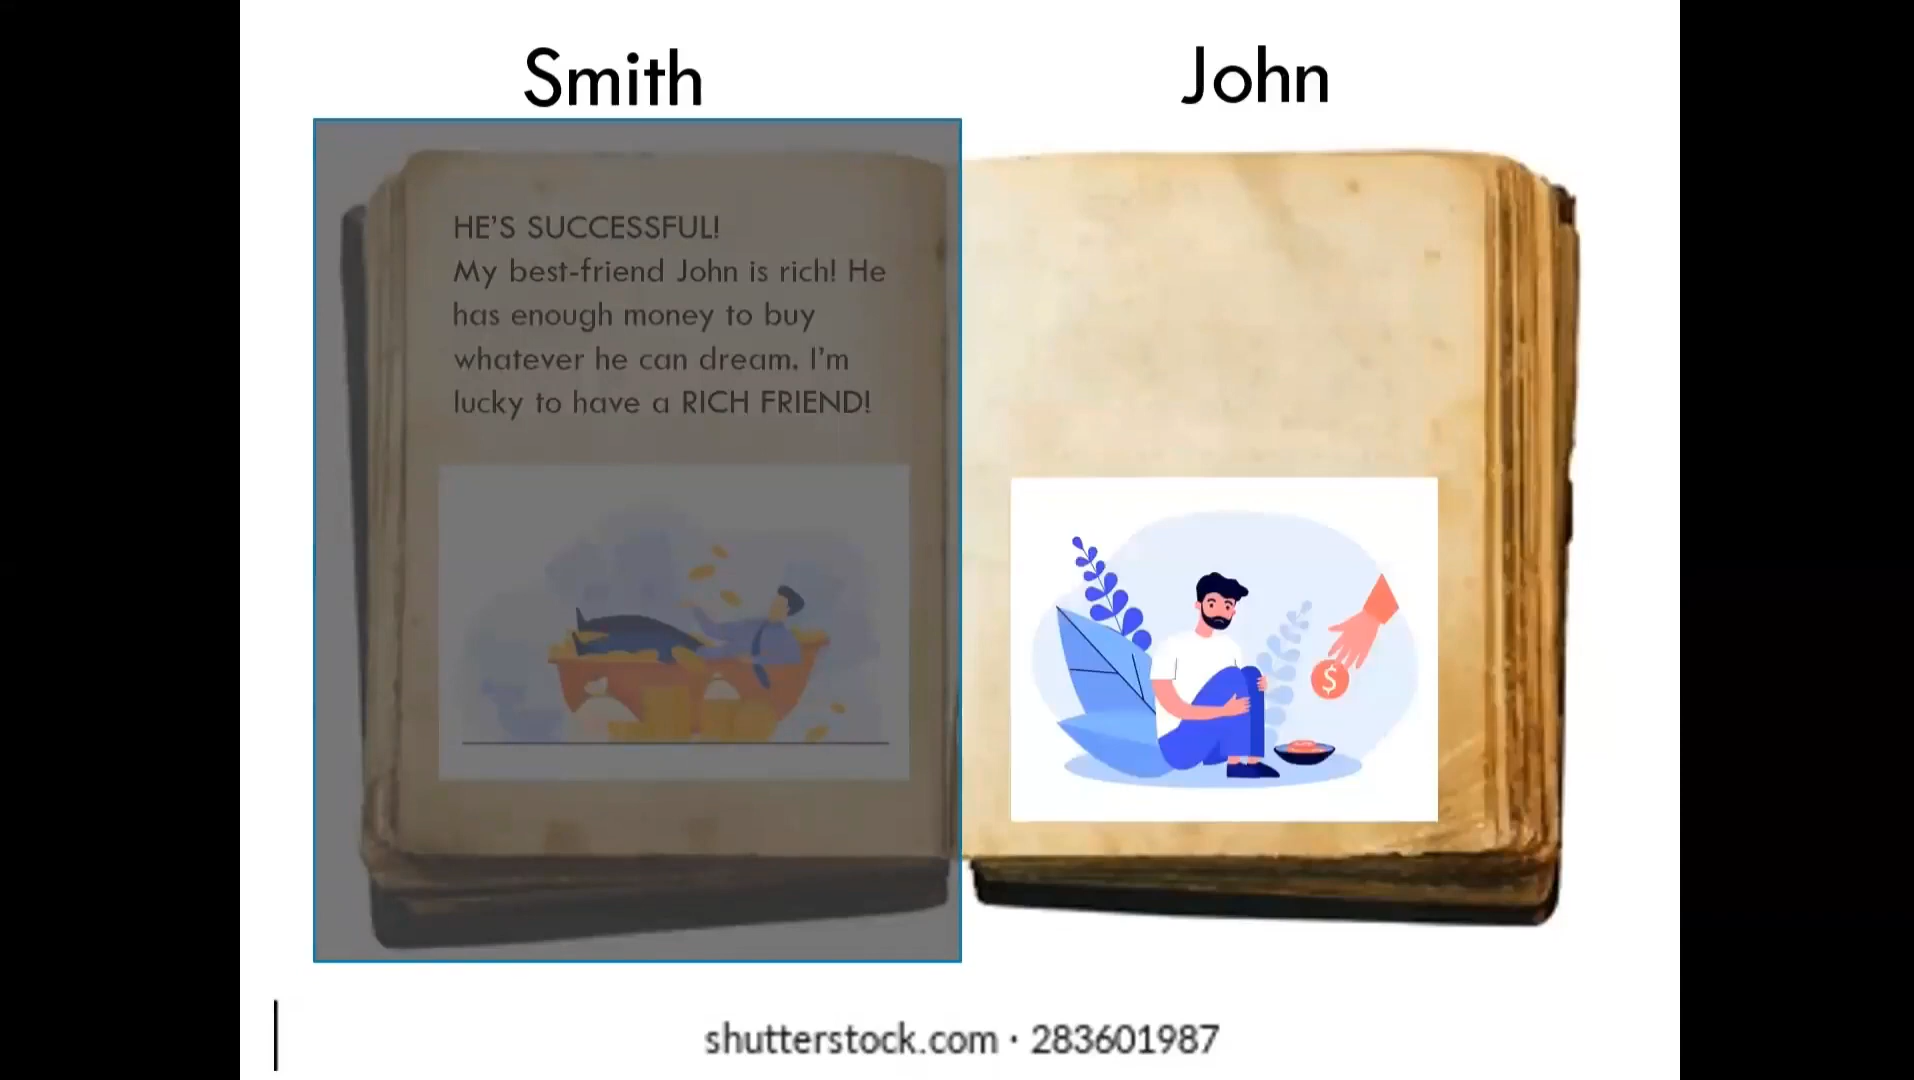 Smith
John
HE'S SUCCESSFUL!
My best-friend John is rich! He
has enough money to buy
whatever he can dream. I'm
lucky to have a RICH FRIEND!
$
shutterstock.com · 283601987